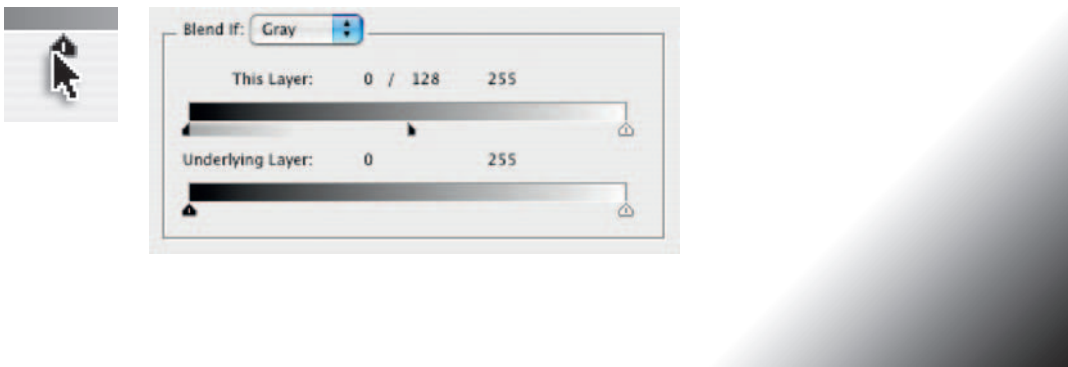 Blend If: Gray
This Layer: 0 / 128 255
Underlying Layer: 0 255